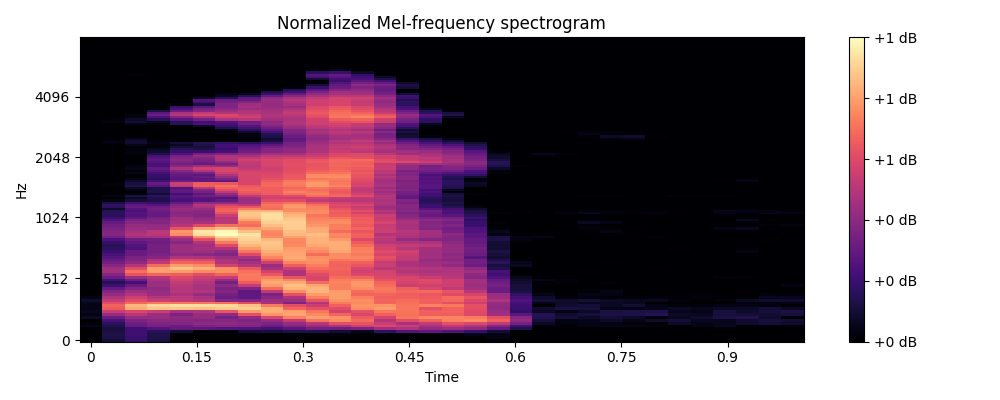 Normalized Mel-frequency spectrogram
Hz
4096
2048
1024
512
0
0 0.15 0.3 0.45 0.6 0.75 0.9
Time
+1 dB
+1 dB
+1 dB
+0 dB
+0 dB
+0 dB